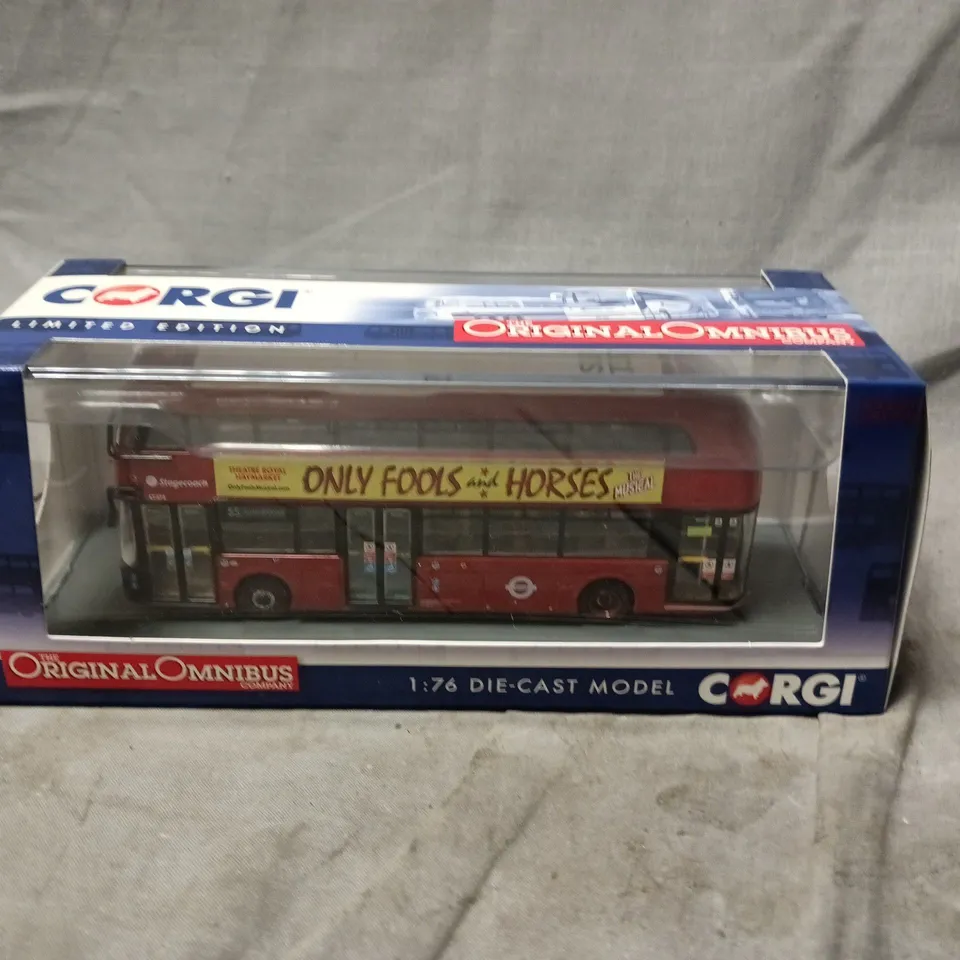 CORGI
LIMITED EDITION
THE
ORIGINAL OMNIBUS
COMPANY
Stagecoach
THEATRE ROYAL
HAYMARKET
ONLY FOOLS and HORSES
THE
MUSICAL
THE
ORIGINAL OMNIBUS
COMPANY
1:76 DIE-CAST MODEL
CORGI